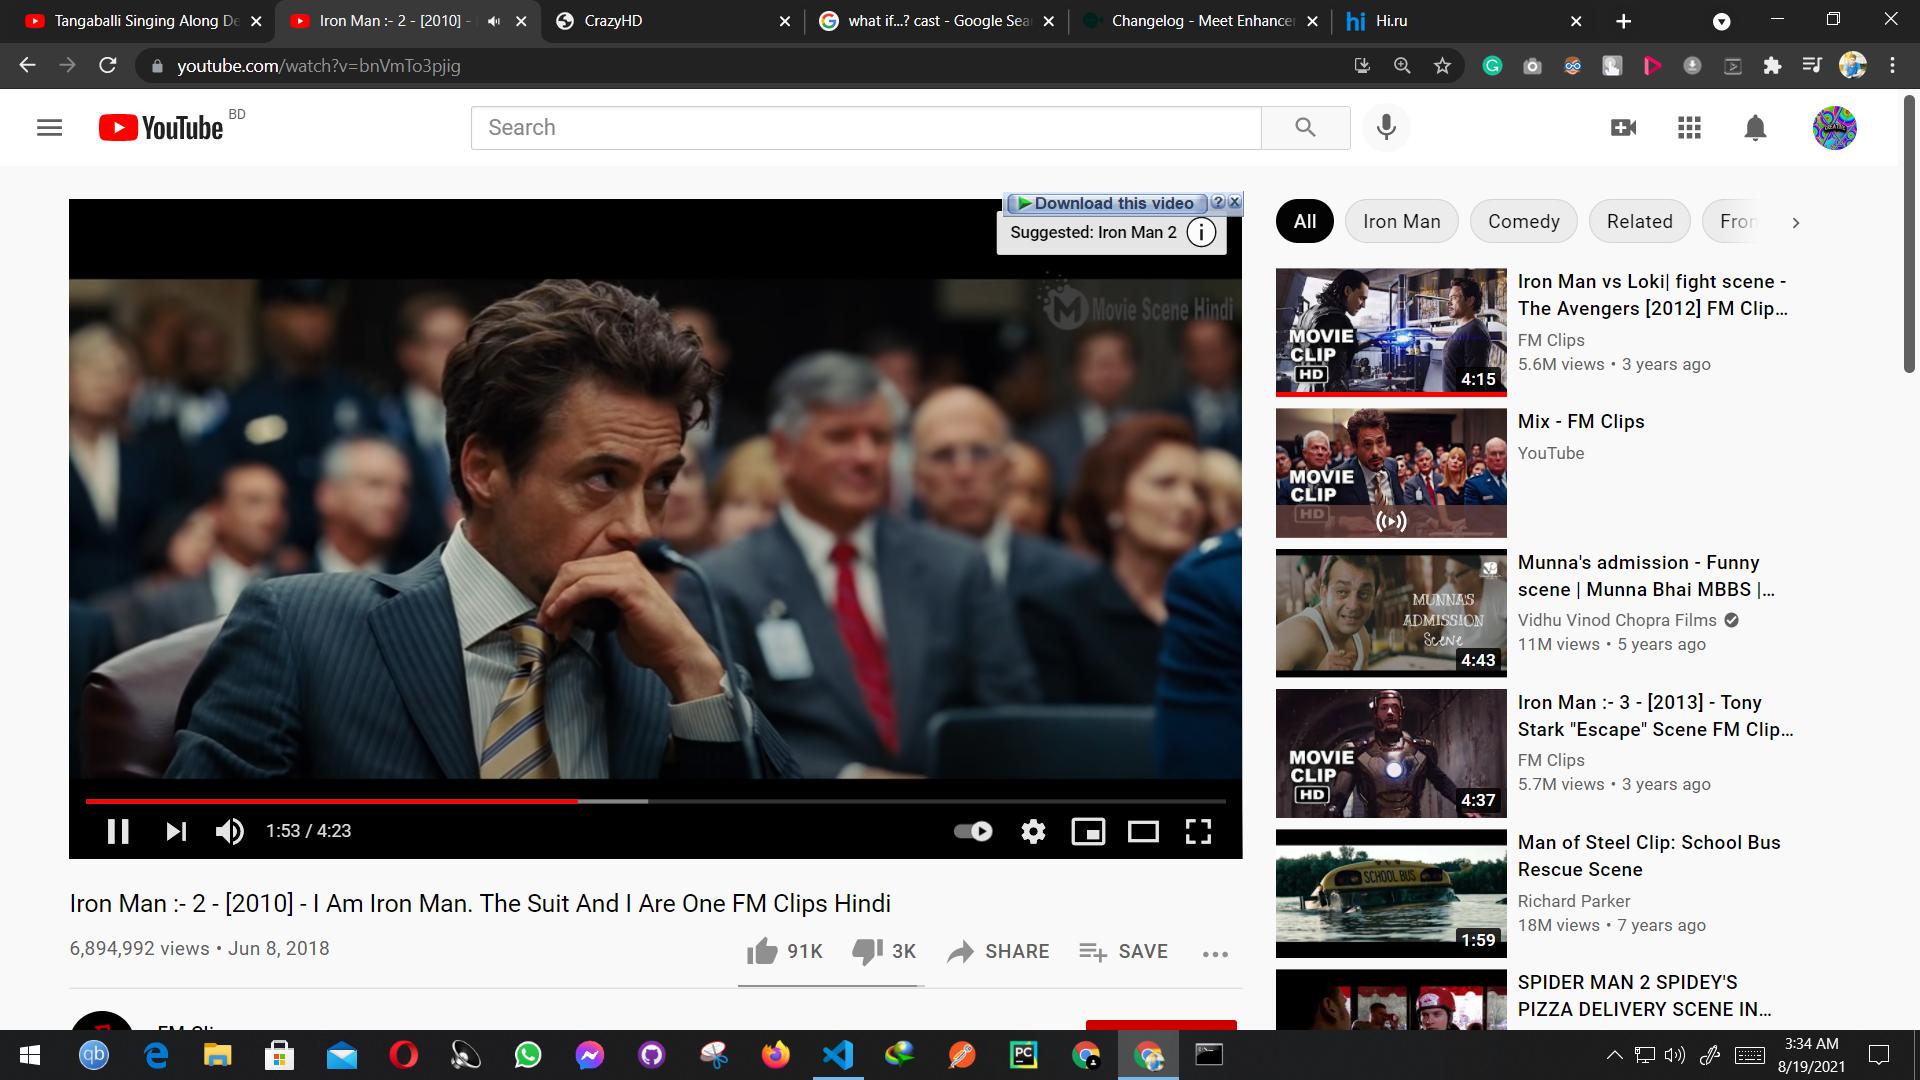 Tangaballi Singing Along De
Iron Man :- 2 - [2010] -
CrazyHD
what if...? cast - Google Sea
Changelog - Meet Enhancer
Hi.ru
youtube.com/watch?v=bnVmTo3pjig
YouTube BD
Search
Download this video
Suggested: Iron Man 2
Movie Scene Hindi
1:53 / 4:23
Iron Man :- 2 - [2010] - I Am Iron Man. The Suit And I Are One FM Clips Hindi
6,894,992 views • Jun 8, 2018
91K
3K
SHARE
SAVE
All
Iron Man
Comedy
Related
Fron
MOVIE
CLIP
HD
4:15
Iron Man vs Loki| fight scene -
The Avengers [2012] FM Clip...
FM Clips
5.6M views • 3 years ago
MOVIE
CLIP
HD
Mix - FM Clips
YouTube
MUNNA'S
ADMISSION
Scene
4:43
Munna's admission - Funny
scene | Munna Bhai MBBS |...
Vidhu Vinod Chopra Films
11M views • 5 years ago
MOVIE
CLIP
HD
4:37
Iron Man :- 3 - [2013] - Tony
Stark "Escape" Scene FM Clip...
FM Clips
5.7M views • 3 years ago
SCHOOL BUS
1:59
Man of Steel Clip: School Bus
Rescue Scene
Richard Parker
18M views • 7 years ago
SPIDER MAN 2 SPIDEY'S
PIZZA DELIVERY SCENE IN...
3:34 AM
8/19/2021